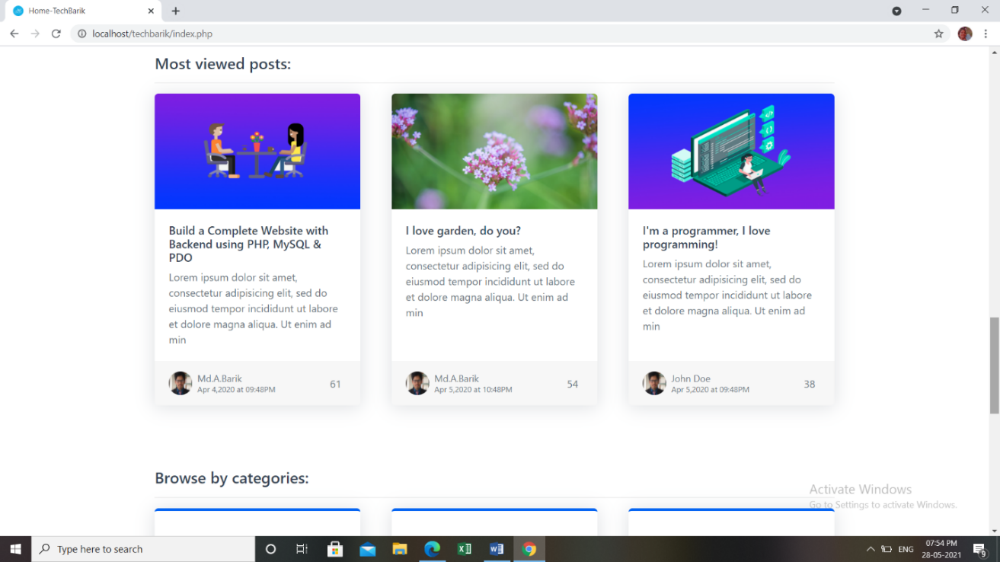 Home-TechBarik
localhost/techbarik/index.php
Most viewed posts:
Build a Complete Website with
Backend using PHP, MySQL &
PDO
Lorem ipsum dolor sit amet,
consectetur adipisicing elit, sed do
eiusmod tempor incididunt ut labore
et dolore magna aliqua. Ut enim ad
min
Md.A.Barik
Apr 4,2020 at 09:48PM
61
I love garden, do you?
Lorem ipsum dolor sit amet,
consectetur adipisicing elit, sed do
eiusmod tempor incididunt ut labore
et dolore magna aliqua. Ut enim ad
min
Md.A.Barik
Apr 5,2020 at 10:48PM
54
I'm a programmer, I love
programming!
Lorem ipsum dolor sit amet,
consectetur adipisicing elit, sed do
eiusmod tempor incididunt ut labore
et dolore magna aliqua. Ut enim ad
min
John Doe
Apr 5,2020 at 09:48PM
38
Browse by categories:
Activate Windows
Go to Settings to activate Windows.
Type here to search
ENG
07:54 PM
28-05-2021
9